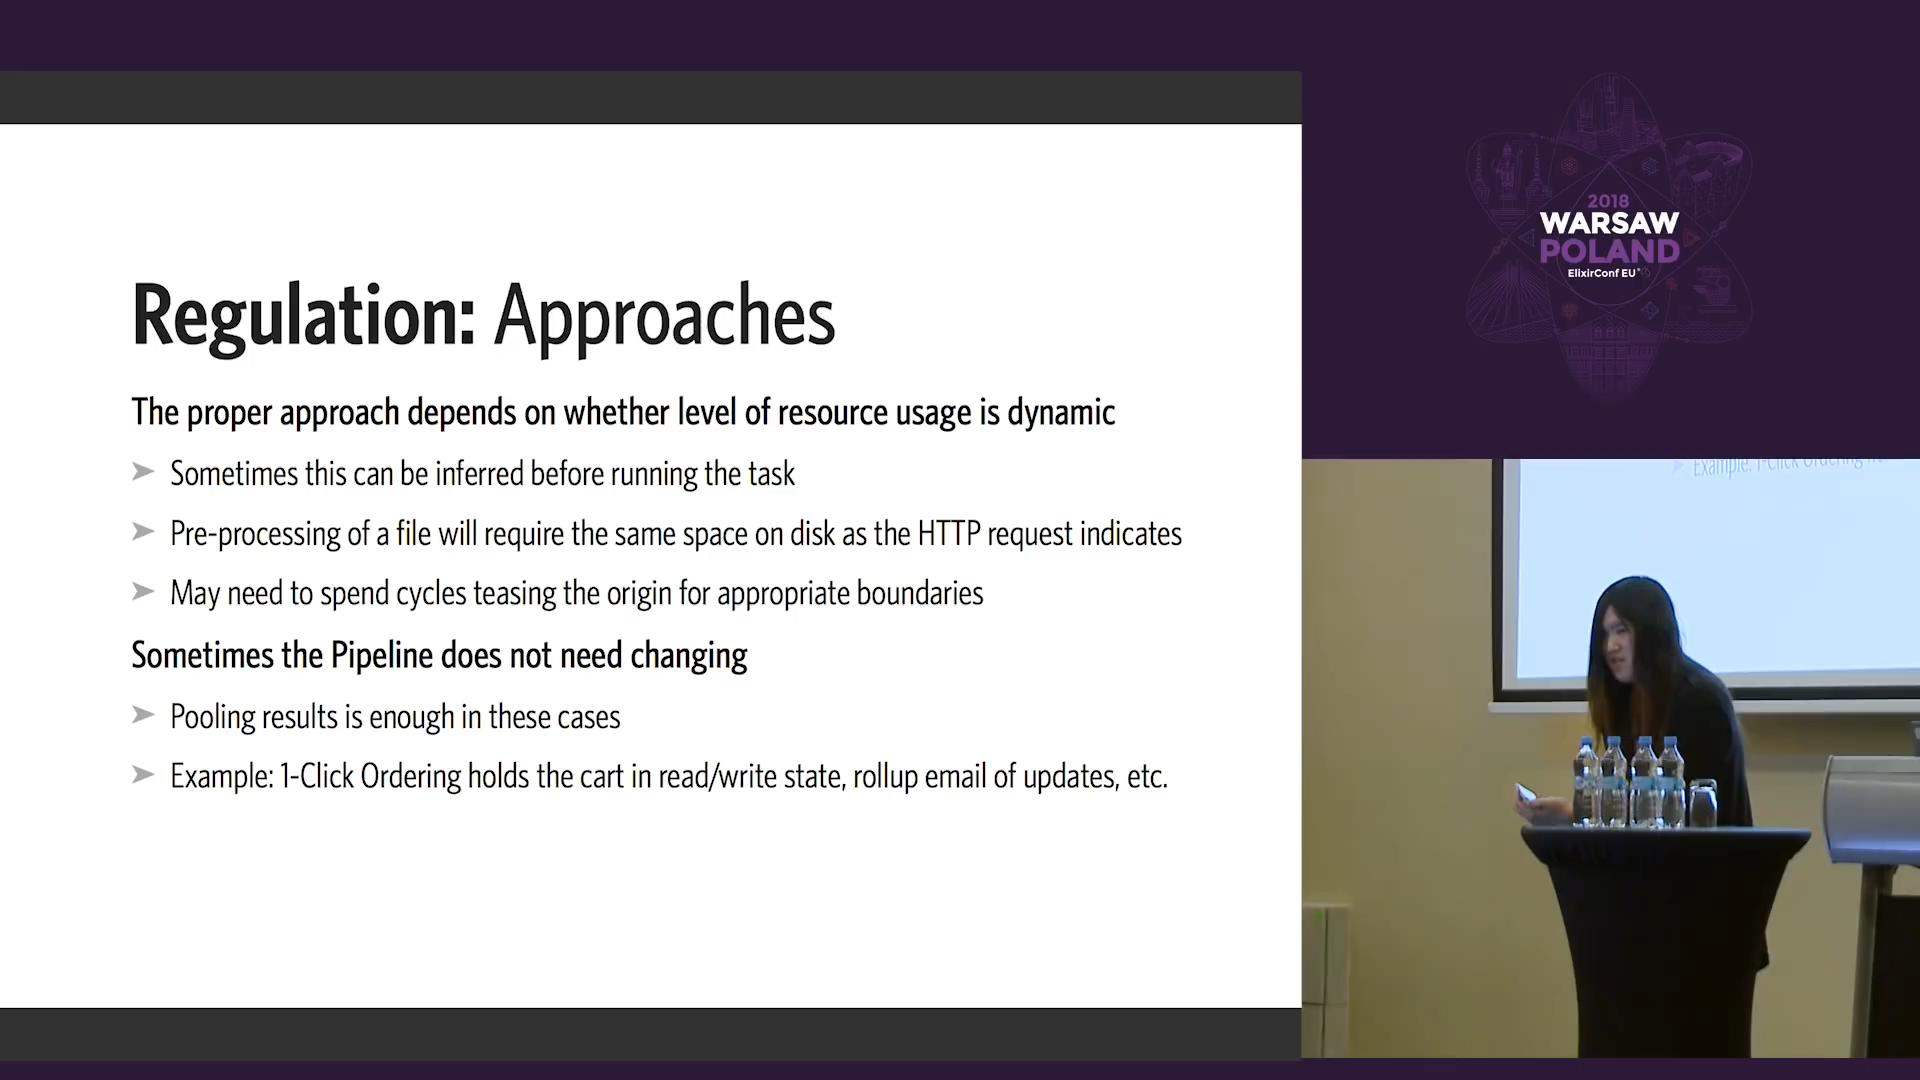 Regulation: Approaches
The proper approach depends on whether level of resource usage is dynamic
➤ Sometimes this can be inferred before running the task
➤ Pre-processing of a file will require the same space on disk as the HTTP request indicates
➤ May need to spend cycles teasing the origin for appropriate boundaries
Sometimes the Pipeline does not need changing
➤ Pooling results is enough in these cases
➤ Example: 1-Click Ordering holds the cart in read/write state, rollup email of updates, etc.
2018
WARSAW
POLAND
ElixirConf EU
Example: 1-Click Ordering